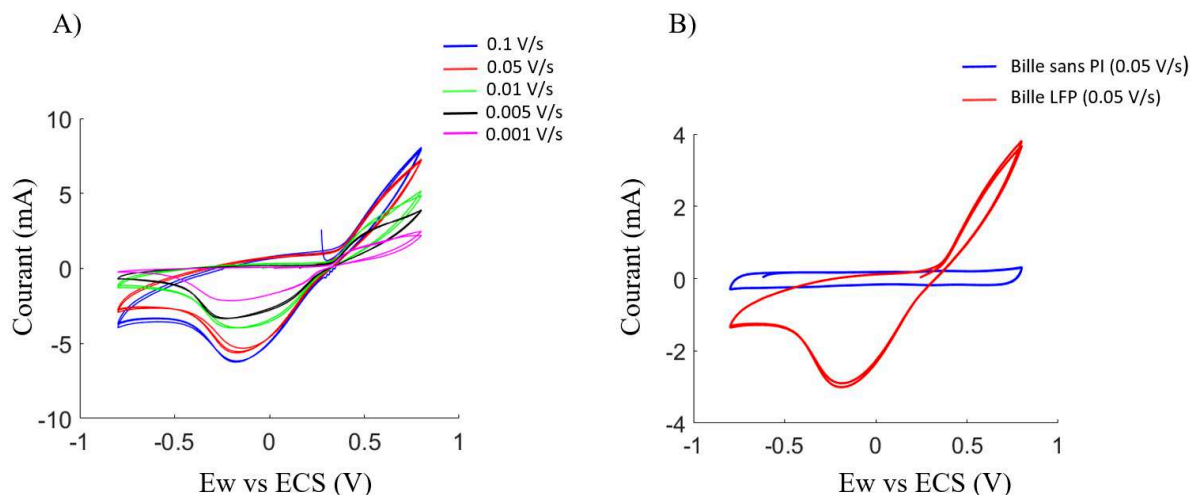 A)
0.1 V/s
0.05 V/s
0.01 V/s
0.005 V/s
0.001 V/s
10
5
0
-5
-10
Courant (mA)
-1
-0.5
0
0.5
1
Ew vs ECS (V)
B)
Bille sans PI (0.05 V/s)
Bille LFP (0.05 V/s)
4
2
0
-2
-4
Courant (mA)
-1
-0.5
0
0.5
1
Ew vs ECS (V)